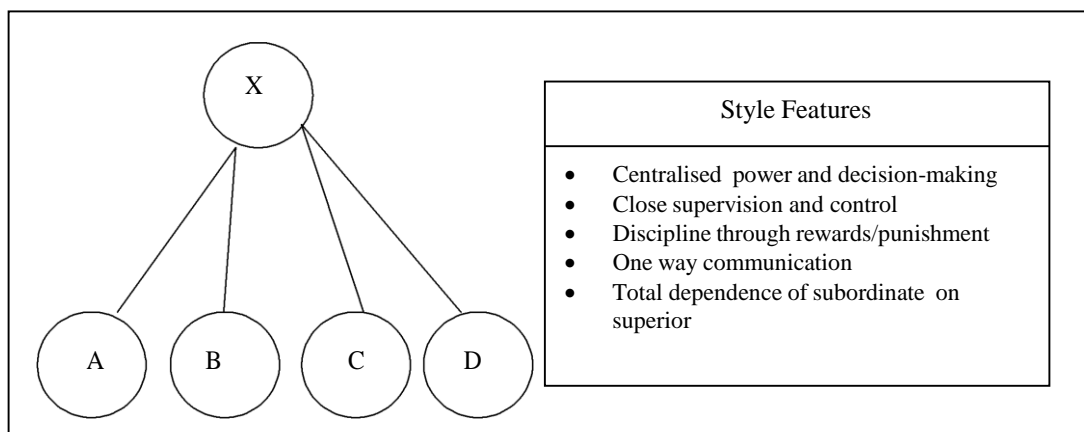 X
A
B
C
D
Style Features
• Centralised power and decision-making
• Close supervision and control
• Discipline through rewards/punishment
• One way communication
• Total dependence of subordinate on
superior